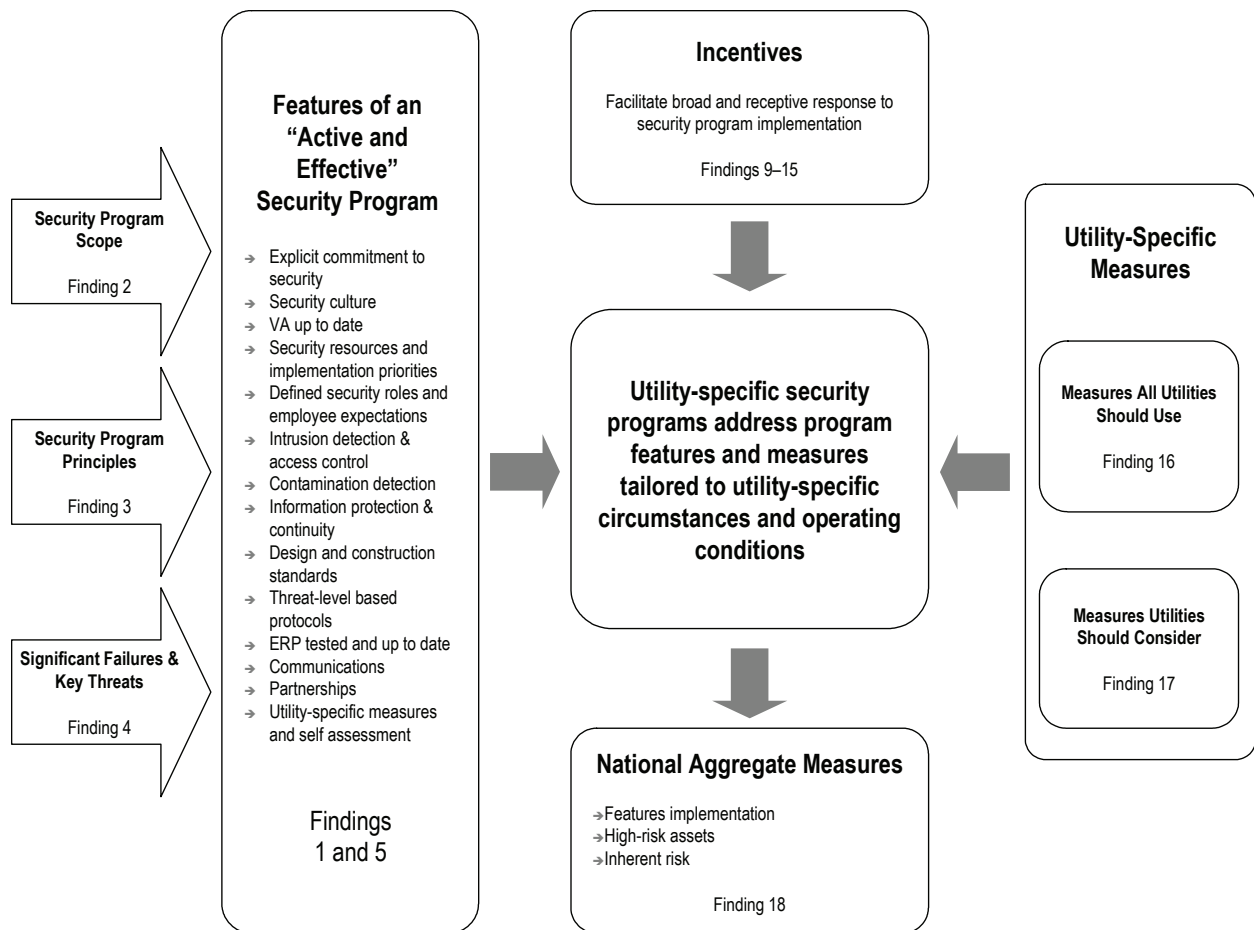 Security Program
Scope
Finding 2
Security Program
Principles
Finding 3
Significant Failures &
Key Threats
Finding 4
Features of an
“Active and
Effective”
Security Program
→ Explicit commitment to
security
→ Security culture
→ VA up to date
→ Security resources and
implementation priorities
→ Defined security roles and
employee expectations
→ Intrusion detection &
access control
→ Contamination detection
→ Information protection &
continuity
→ Design and construction
standards
→ Threat-level based
protocols
→ ERP tested and up to date
→ Communications
→ Partnerships
→ Utility-specific measures
and self assessment
Findings
1 and 5
Incentives
Facilitate broad and receptive response to
security program implementation
Findings 9–15
Utility-specific security
programs address program
features and measures
tailored to utility-specific
circumstances and operating
conditions
National Aggregate Measures
→Features implementation
→High-risk assets
→Inherent risk
Finding 18
Utility-Specific
Measures
Measures All Utilities
Should Use
Finding 16
Measures Utilities
Should Consider
Finding 17